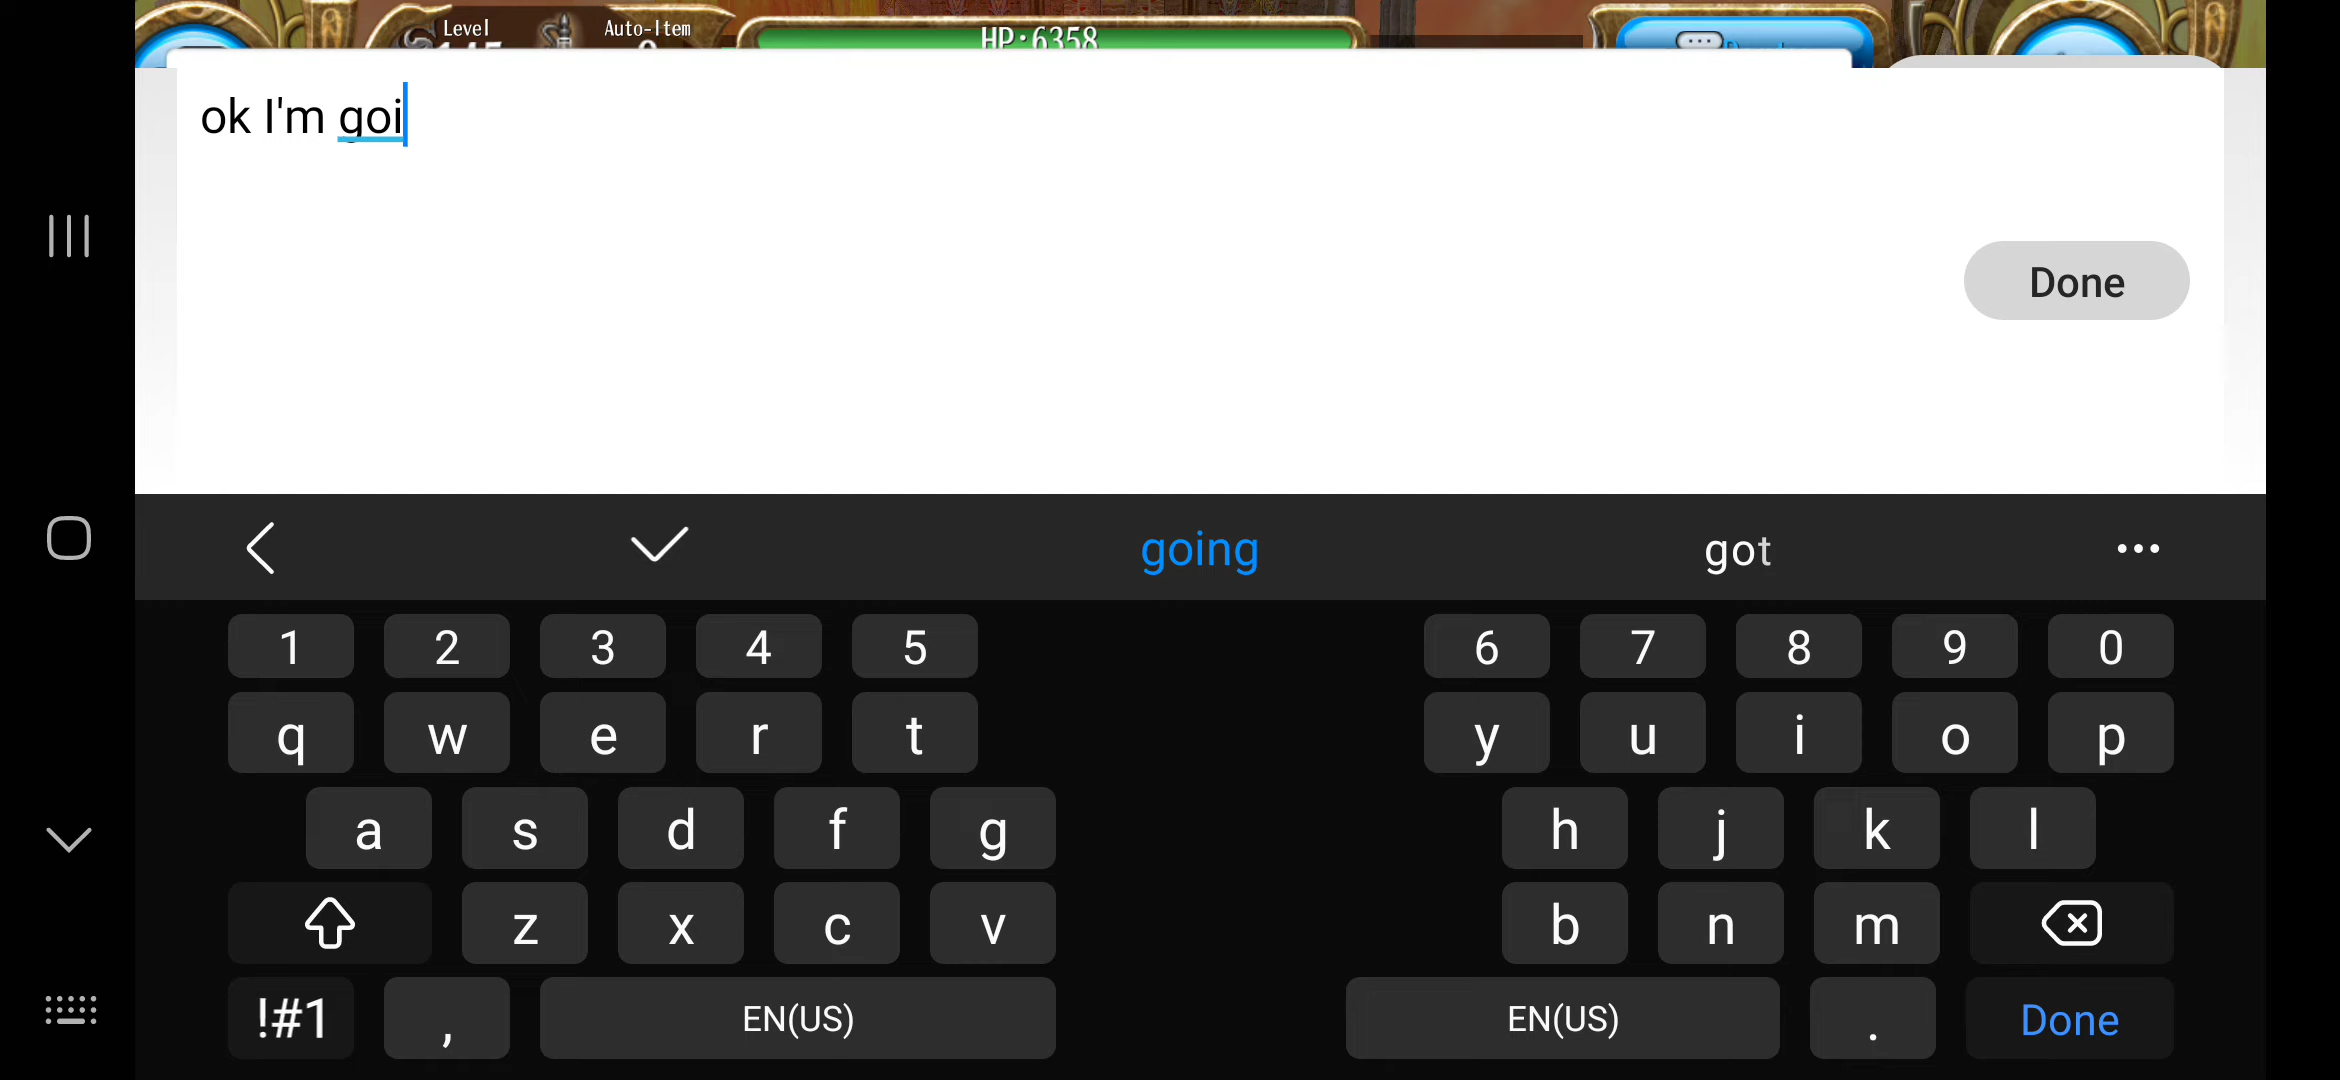 Level
Auto-Item
HP:6358
ok I'm goi
Done
going
got
1 2 3 4 5 6 7 8 9 0
q w e r t y u i o p
a s d f g h j k l
z x c v b n m
!#1 , EN(US) EN(US) . Done